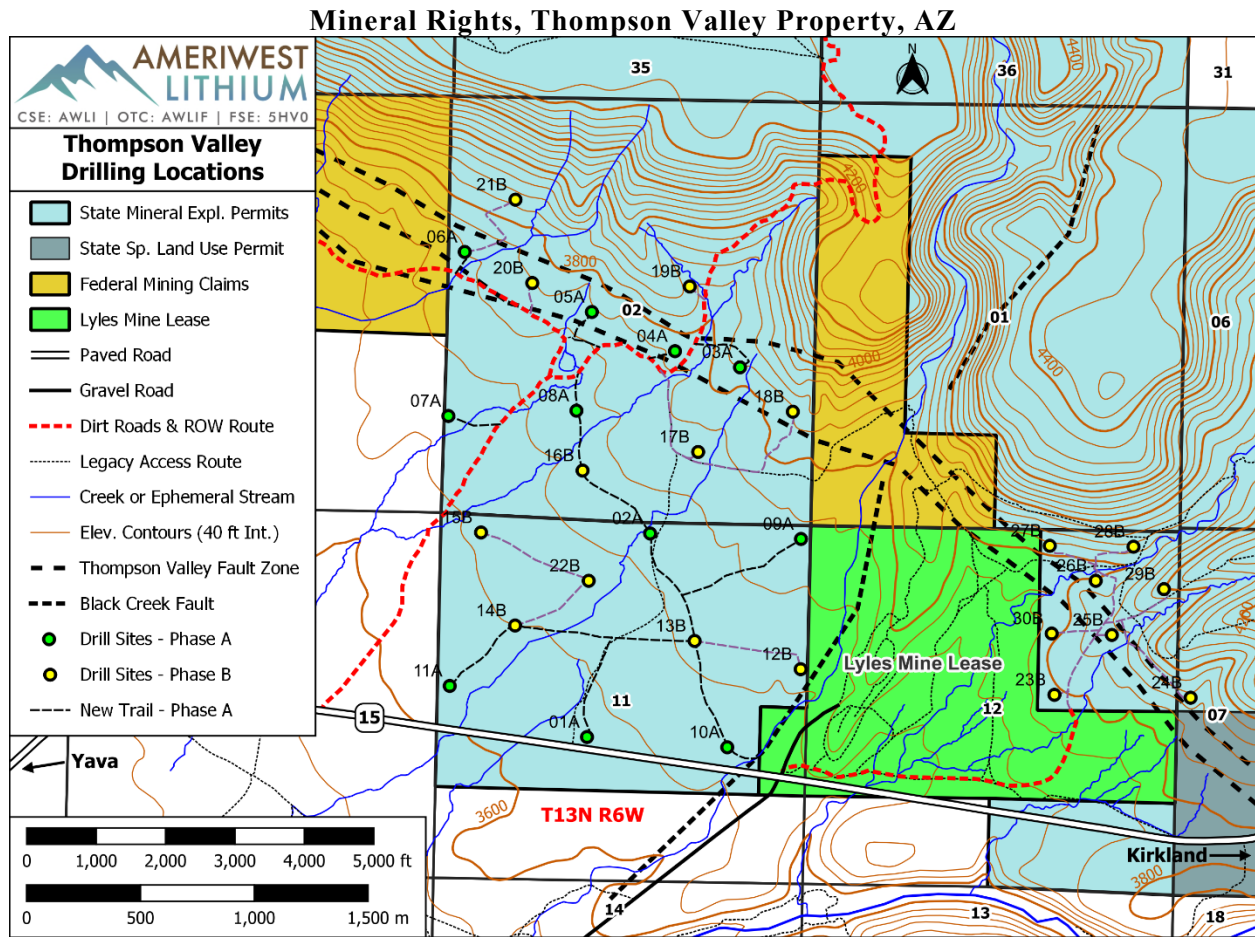 Mineral Rights, Thompson Valley Property, AZ
AMERIWEST
LITHIUM
CSE: AWLI | OTC: AWLIF | FSE: 5HV0
Thompson Valley
Drilling Locations
State Mineral Expl. Permits
State Sp. Land Use Permit
Federal Mining Claims
Lyles Mine Lease
Paved Road
Gravel Road
Dirt Roads & ROW Route
Legacy Access Route
Creek or Ephemeral Stream
Elev. Contours (40 ft Int.)
Thompson Valley Fault Zone
Black Creek Fault
Drill Sites - Phase A
Drill Sites - Phase B
New Trail - Phase A
N
35
36
31
4400
4200
21B
06A
20B
3800
19B
05A
02
01
06
04A
03A
4000
4400
07A
08A
18B
17B
16B
15B
02A
09A
27B
28B
22B
26B
29B
4200
14B
13B
30B
25B
12B
Lyles Mine Lease
11A
11
23B
24B
12
07
15
01A
10A
Yava
3600
T13N R6W
Kirkland
3800
14
13
18
0 1,000 2,000 3,000 4,000 5,000 ft
0 500 1,000 1,500 m